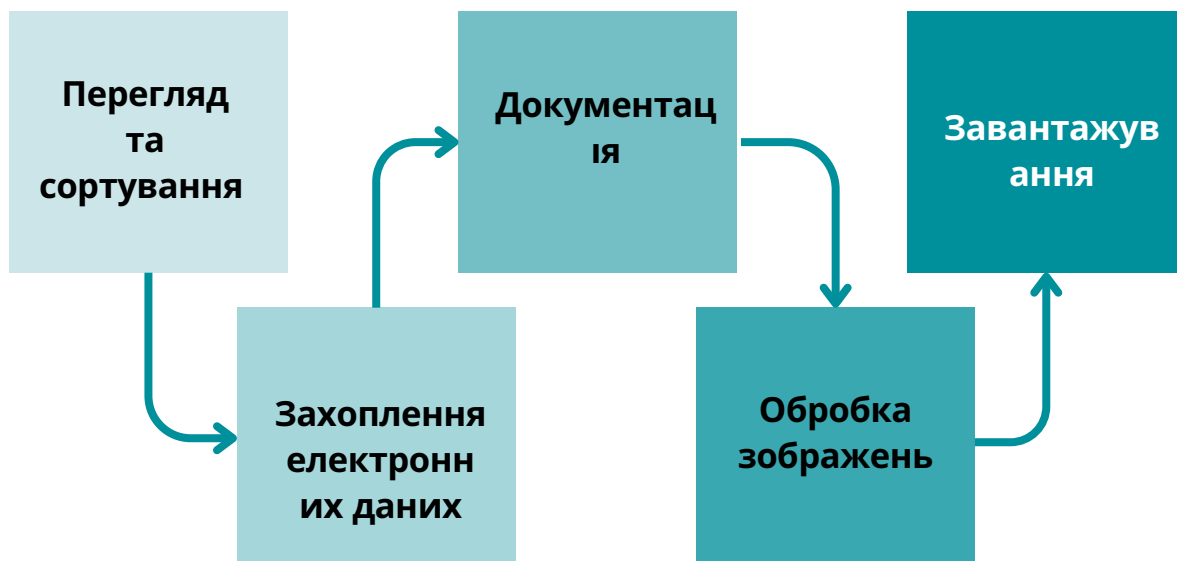 Перегляд
та
сортування
Захоплення
електронн
их даних
Документац
ія
Обробка
зображень
Завантажув
ання